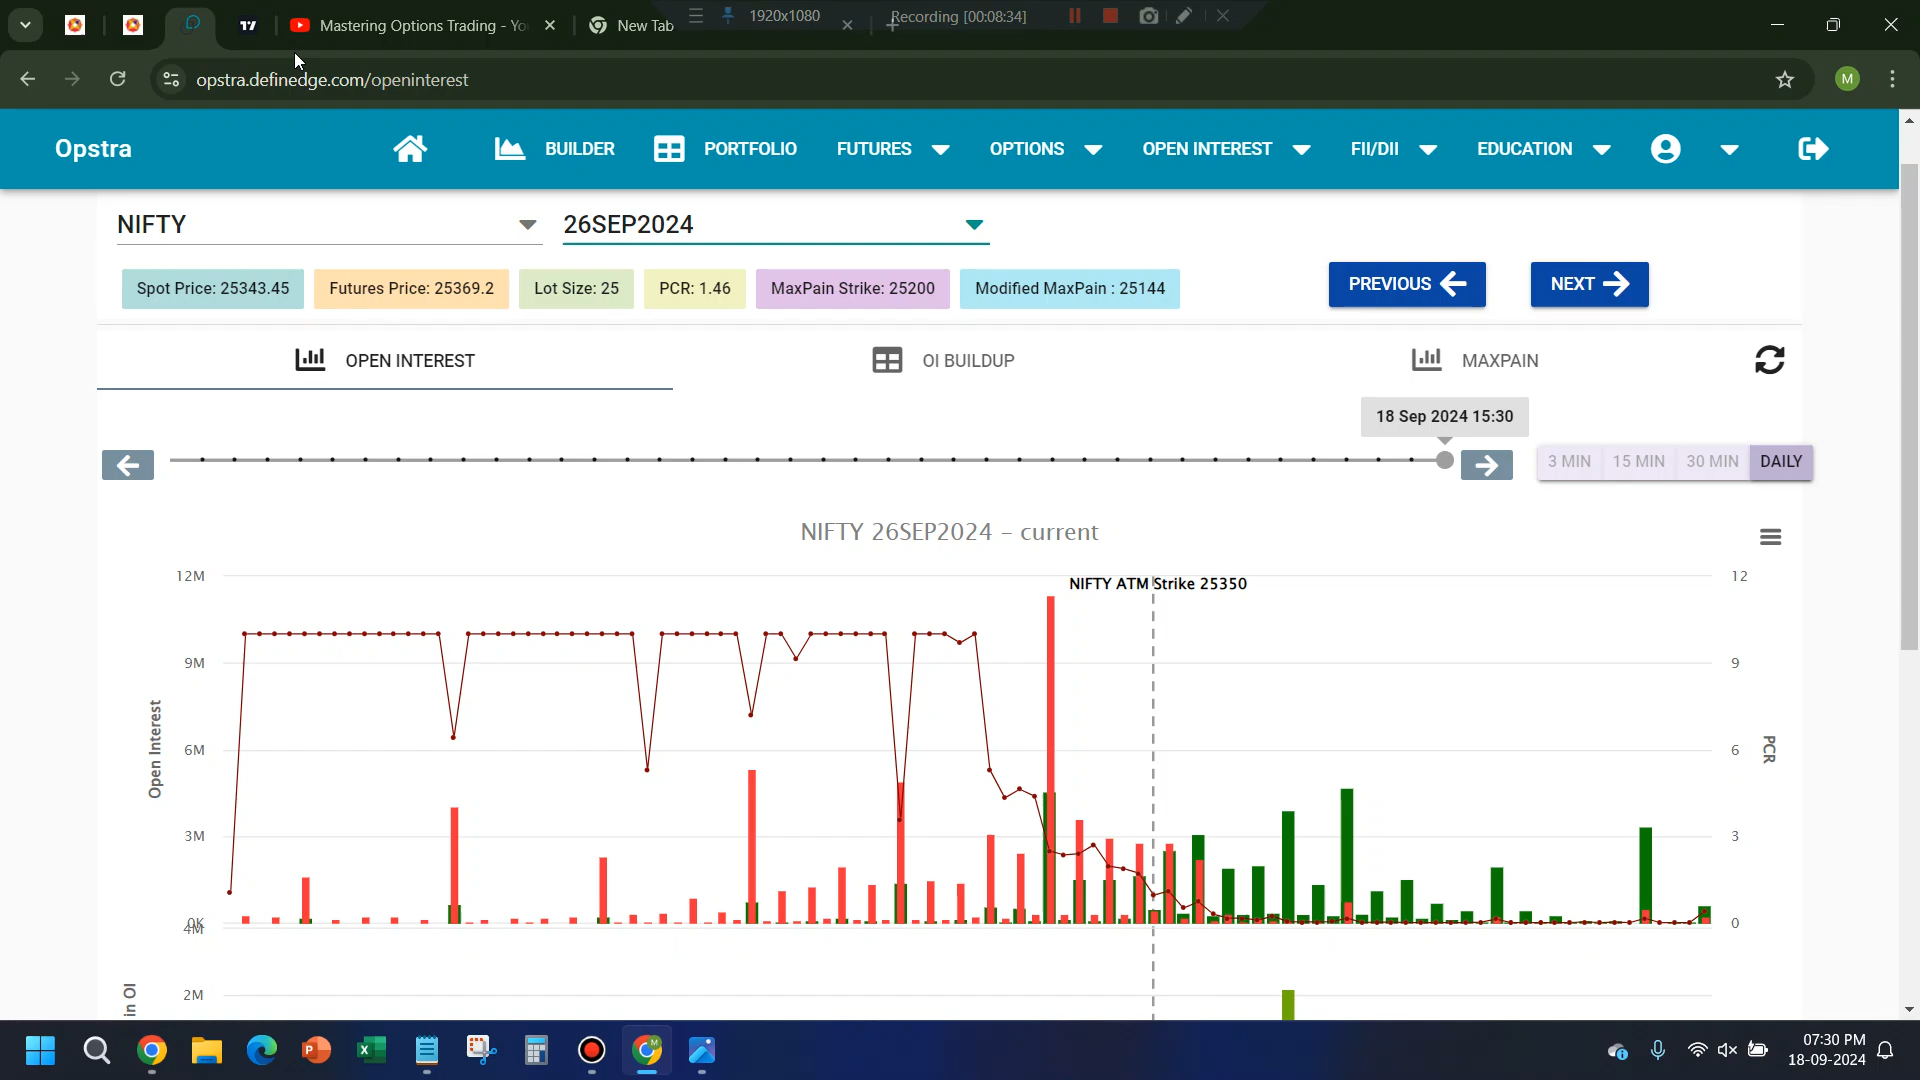 Mastering Options Trading - Yo
New Tab
1920x1080
Recording [00:08:34]
opstra.definedge.com/openinterest
M
Opstra
BUILDER
PORTFOLIO
FUTURES
OPTIONS
OPEN INTEREST
FII/DII
EDUCATION
NIFTY
26SEP2024
Spot Price: 25343.45
Futures Price: 25369.2
Lot Size: 25
PCR: 1.46
MaxPain Strike: 25200
Modified MaxPain : 25144
PREVIOUS
NEXT
OPEN INTEREST
OI BUILDUP
MAXPAIN
18 Sep 2024 15:30
3 MIN
15 MIN
30 MIN
DAILY
NIFTY 26SEP2024 – current
NIFTY ATM Strike 25350
12M
9M
6M
3M
0K
4M
2M
Open Interest
in OI
12
9
6
3
0
PCR
07:30 PM
18-09-2024